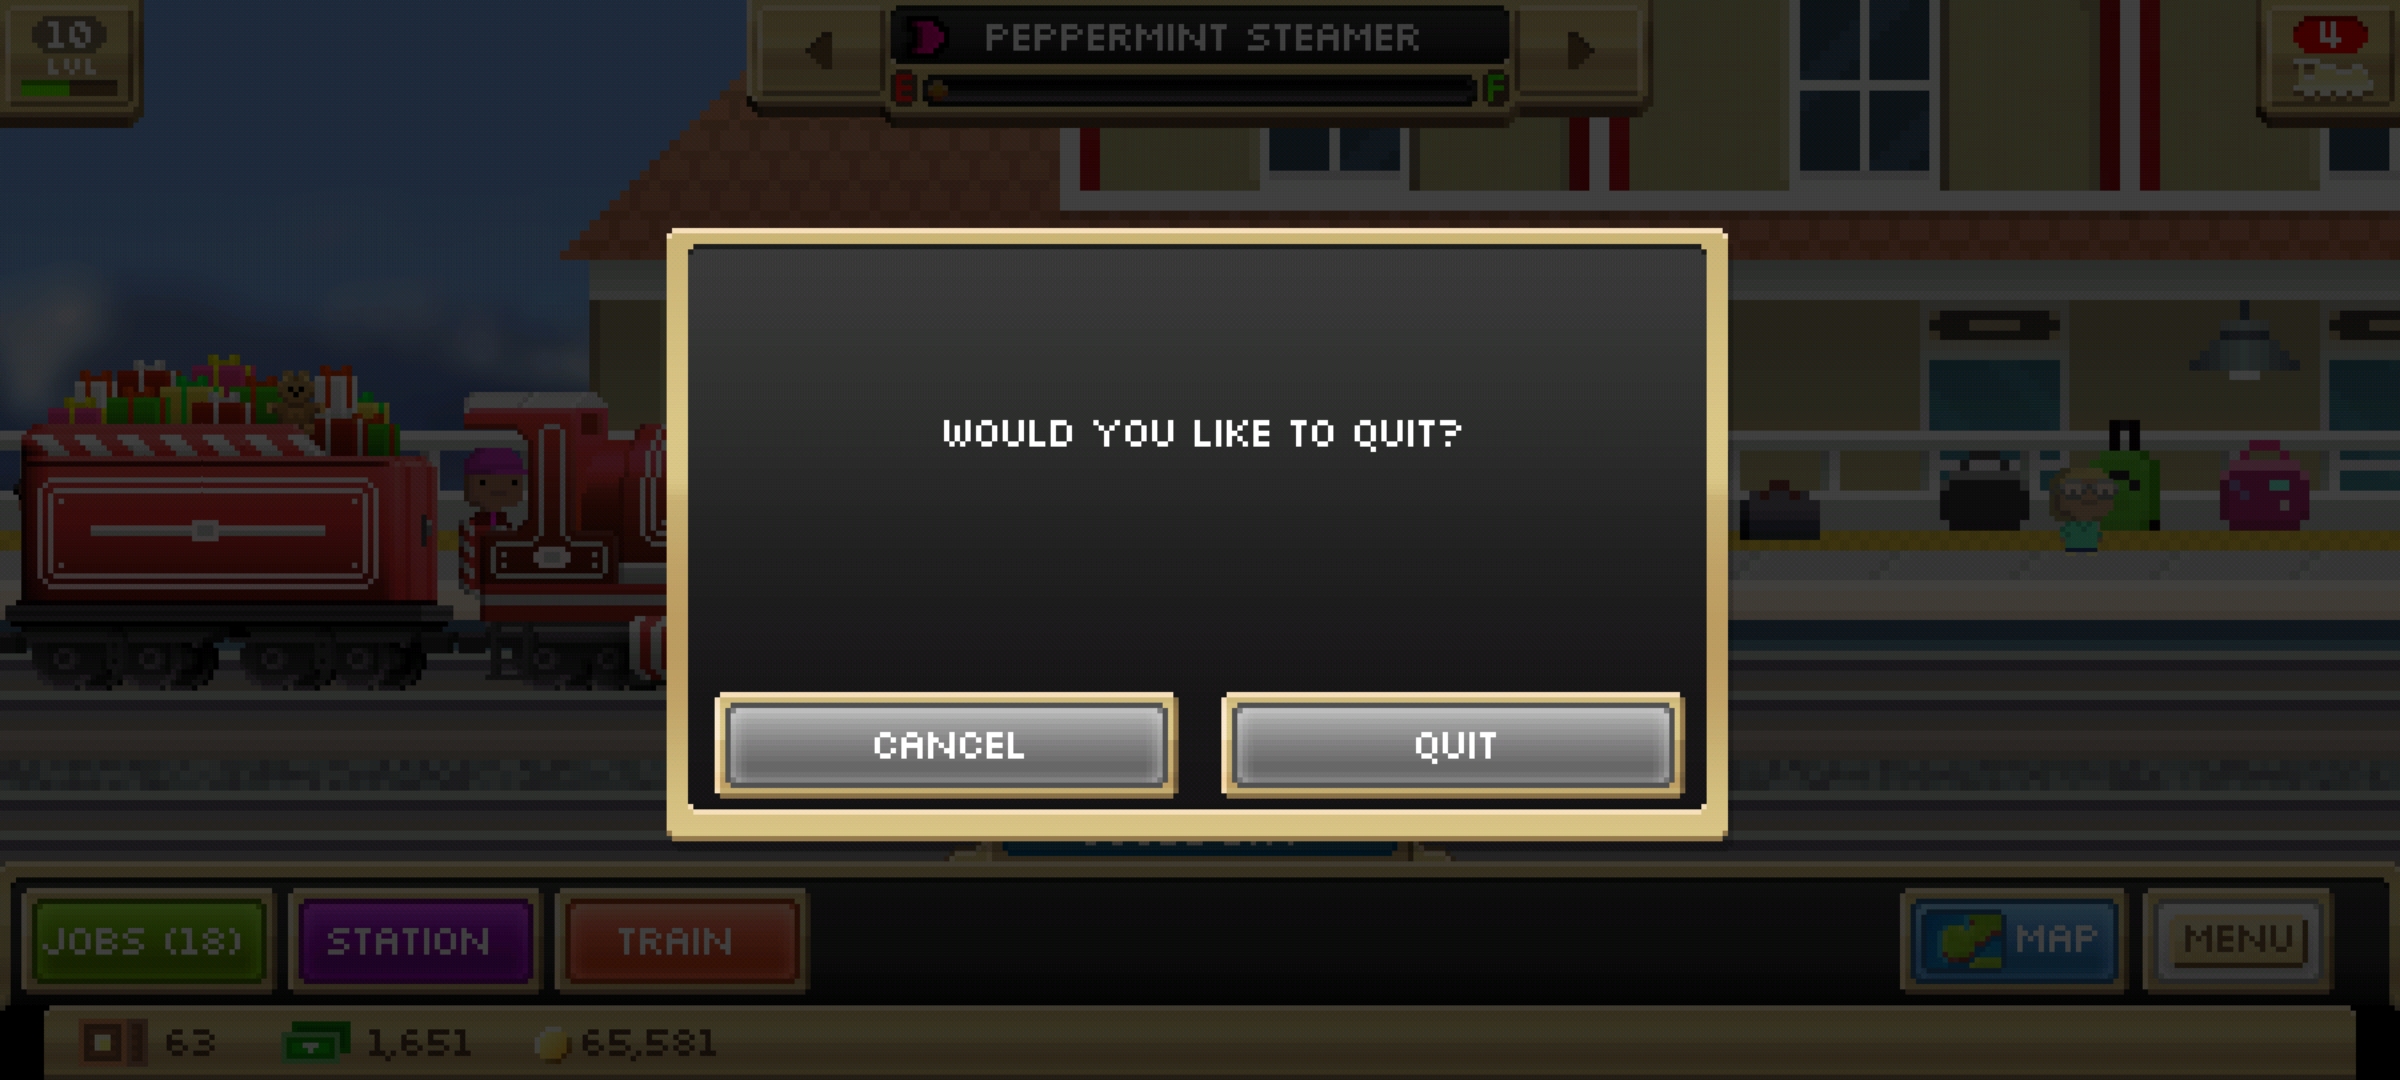 10
LVL
PEPPERMINT STEAMER
E
F
4
WOULD YOU LIKE TO QUIT?
CANCEL
QUIT
JOBS (18)
STATION
TRAIN
MAP
MENU
63
1,651
65,581